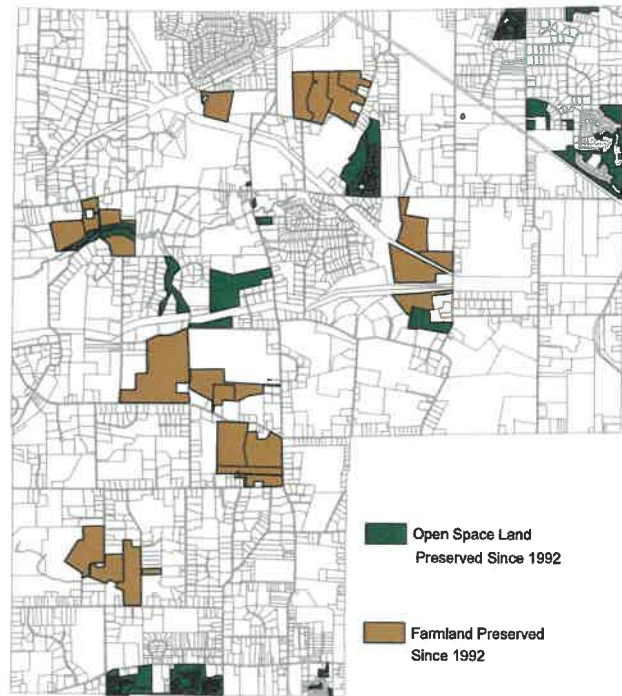 Open Space Land
Preserved Since 1992
Farmland Preserved
Since 1992